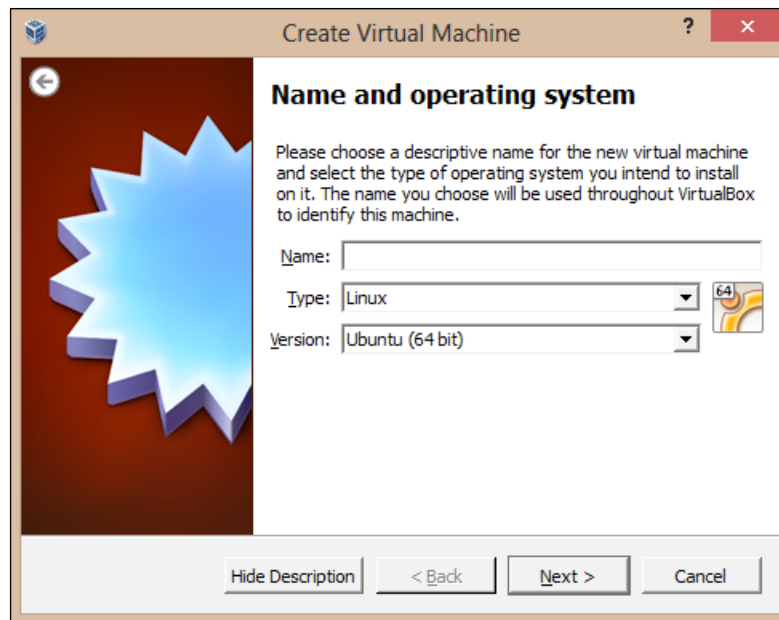 Create Virtual Machine
?
Name and operating system
Please choose a descriptive name for the new virtual machine
and select the type of operating system you intend to install
on it. The name you choose will be used throughout VirtualBox
to identify this machine.
Name:
Type: Linux
64
Version: Ubuntu (64 bit)
Hide Description < Back Next > Cancel